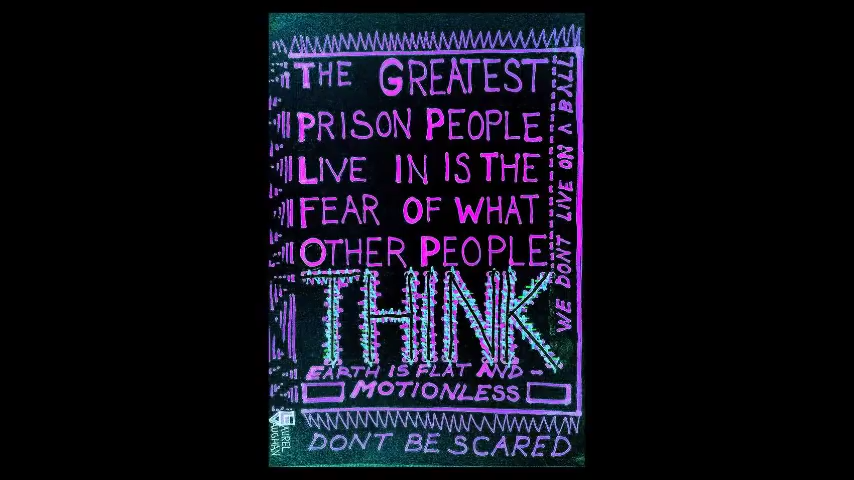 THE GREATEST
PRISON PEOPLE
LIVE IN IS THE
FEAR OF WHAT
OTHER PEOPLE
THINK
EARTH IS FLAT AND -
MOTIONLESS
DONT BE SCARED
WE DONT LIVE ON A BALL